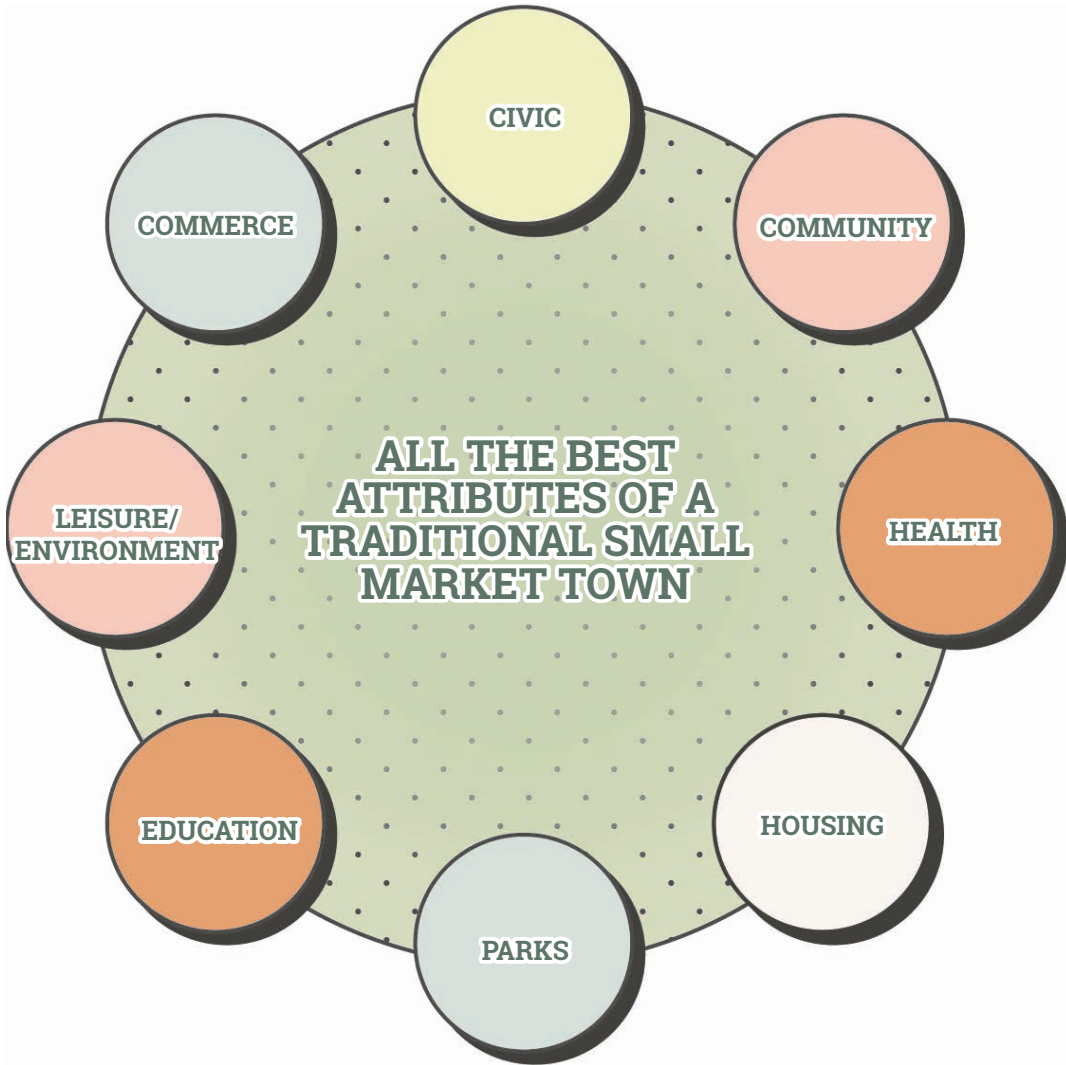 CIVIC
COMMERCE
COMMUNITY
ALL THE BEST
ATTRIBUTES OF A
TRADITIONAL SMALL
MARKET TOWN
LEISURE/
ENVIRONMENT
HEALTH
EDUCATION
HOUSING
PARKS